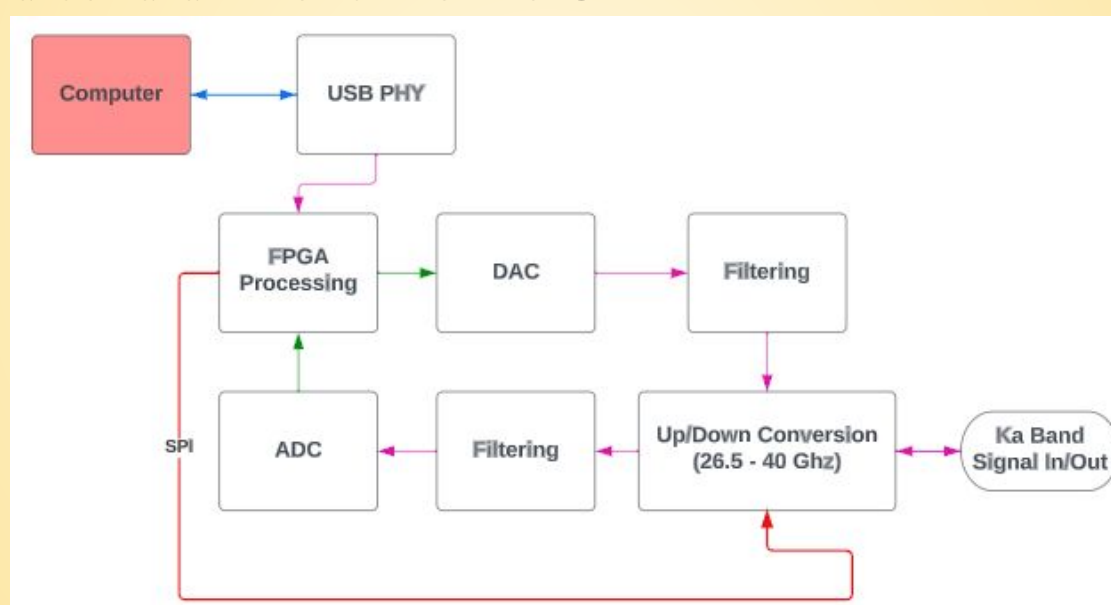 Computer
USB PHY
FPGA
Processing
DAC
Filtering
SPI
ADC
Filtering
Up/Down Conversion
(26.5 - 40 Ghz)
Ka Band
Signal In/Out